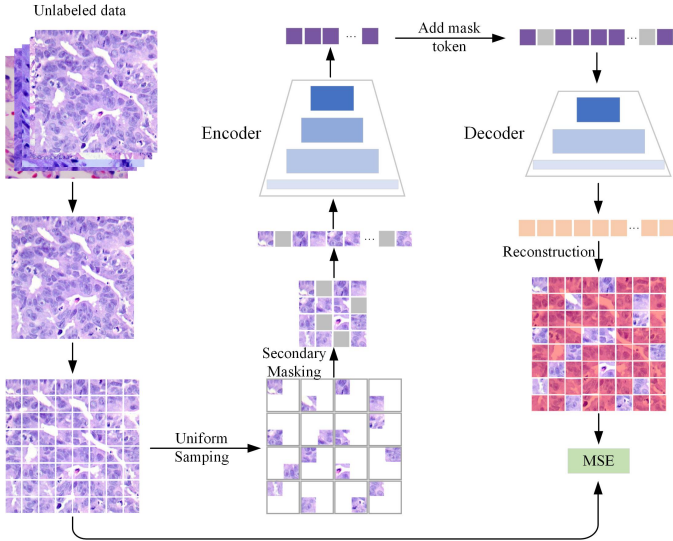 Unlabeled data
Add mask
token
...
...
Encoder
Decoder
...
...
Reconstruction
Secondary
Masking
Uniform
Samping
MSE